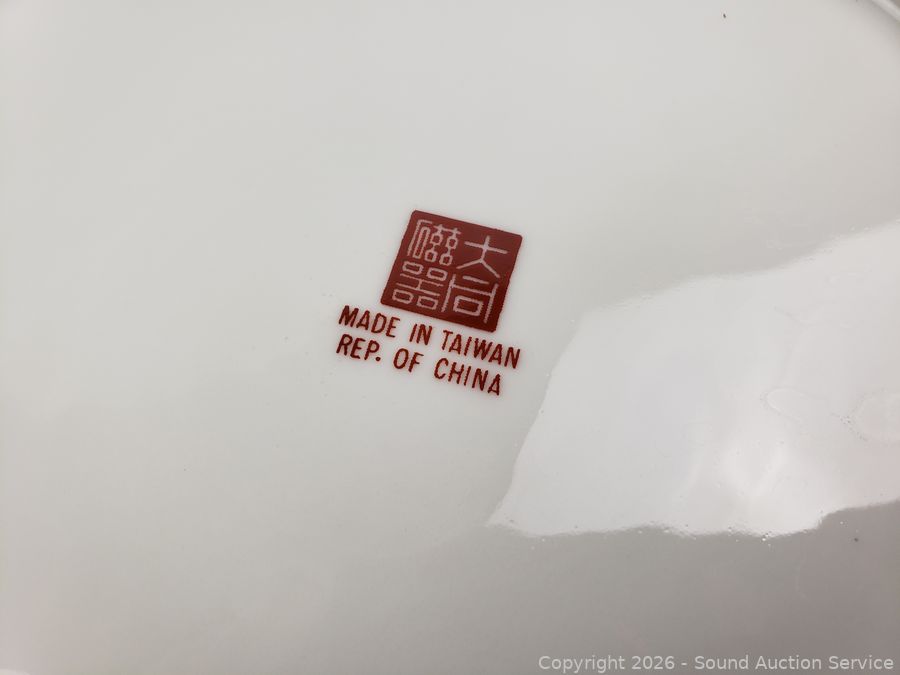 大同
磁器
MADE IN TAIWAN
REP. OF CHINA
Copyright 2026 - Sound Auction Service